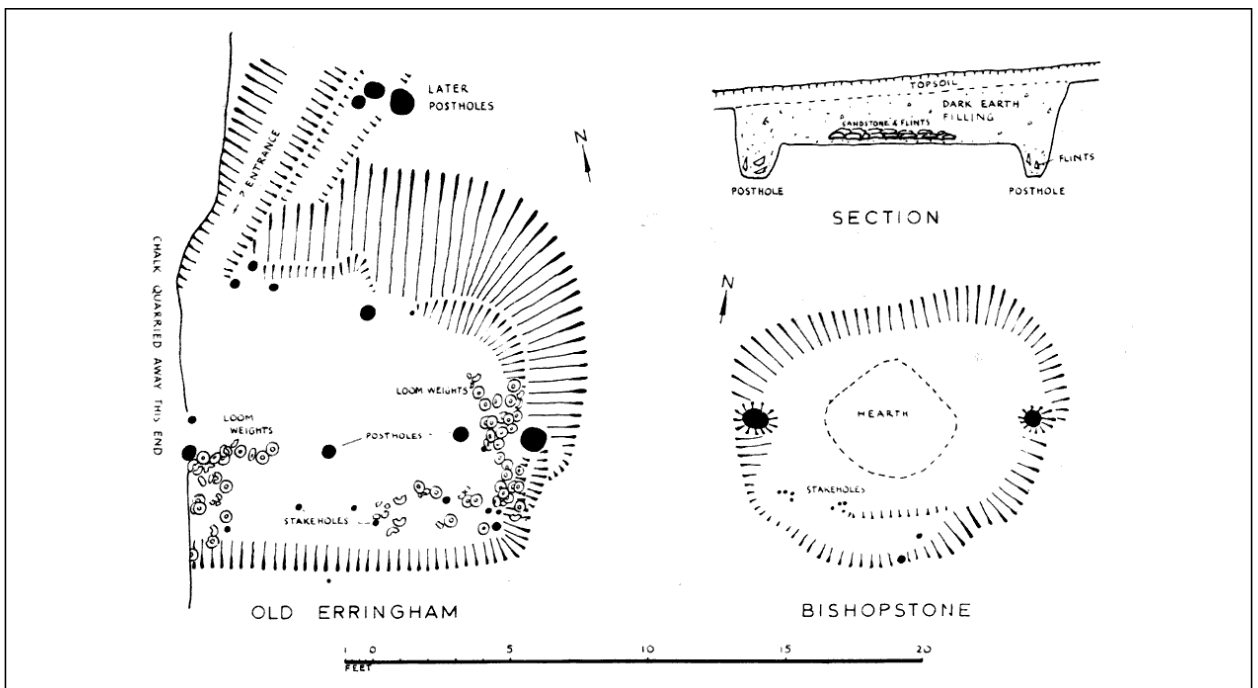 LATER
POSTHOLES
N
ENTRANCE
CHALK QUARRIED AWAY THIS END
LOOM WEIGHTS
LOOM
WEIGHTS
POSTHOLES
STAKEHOLES
OLD ERRINGHAM
TOPSOIL
DARK EARTH
FILLING
SANDSTONE & FLINTS
FLINTS
POSTHOLE
POSTHOLE
SECTION
N
HEARTH
STAKEHOLES
BISHOPSTONE
1 0 5 10 15 20
FEET